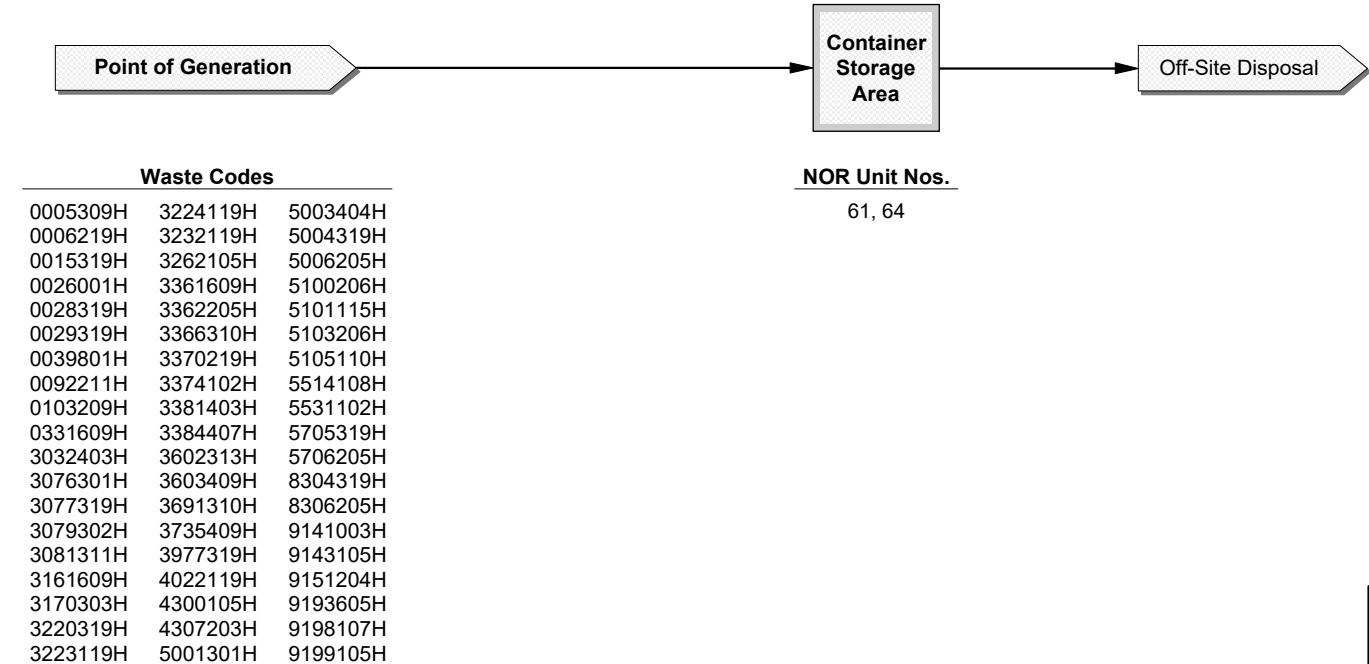 Point of Generation
Container
Storage
Area
Off-Site Disposal
Waste Codes
NOR Unit Nos.
0005309H 3224119H 5003404H
61, 64
0006219H 3232119H 5004319H
0015319H 3262105H 5006205H
0026001H 3361609H 5100206H
0028319H 3362205H 5101115H
0029319H 3366310H 5103206H
0039801H 3370219H 5105110H
0092211H 3374102H 5514108H
0103209H 3381403H 5531102H
0331609H 3384407H 5705319H
3032403H 3602313H 5706205H
3076301H 3603409H 8304319H
3077319H 3691310H 8306205H
3079302H 3735409H 9141003H
3081311H 3977319H 9143105H
3161609H 4022119H 9151204H
3170303H 4300105H 9193605H
3220319H 4307203H 9198107H
3223119H 5001301H 9199105H